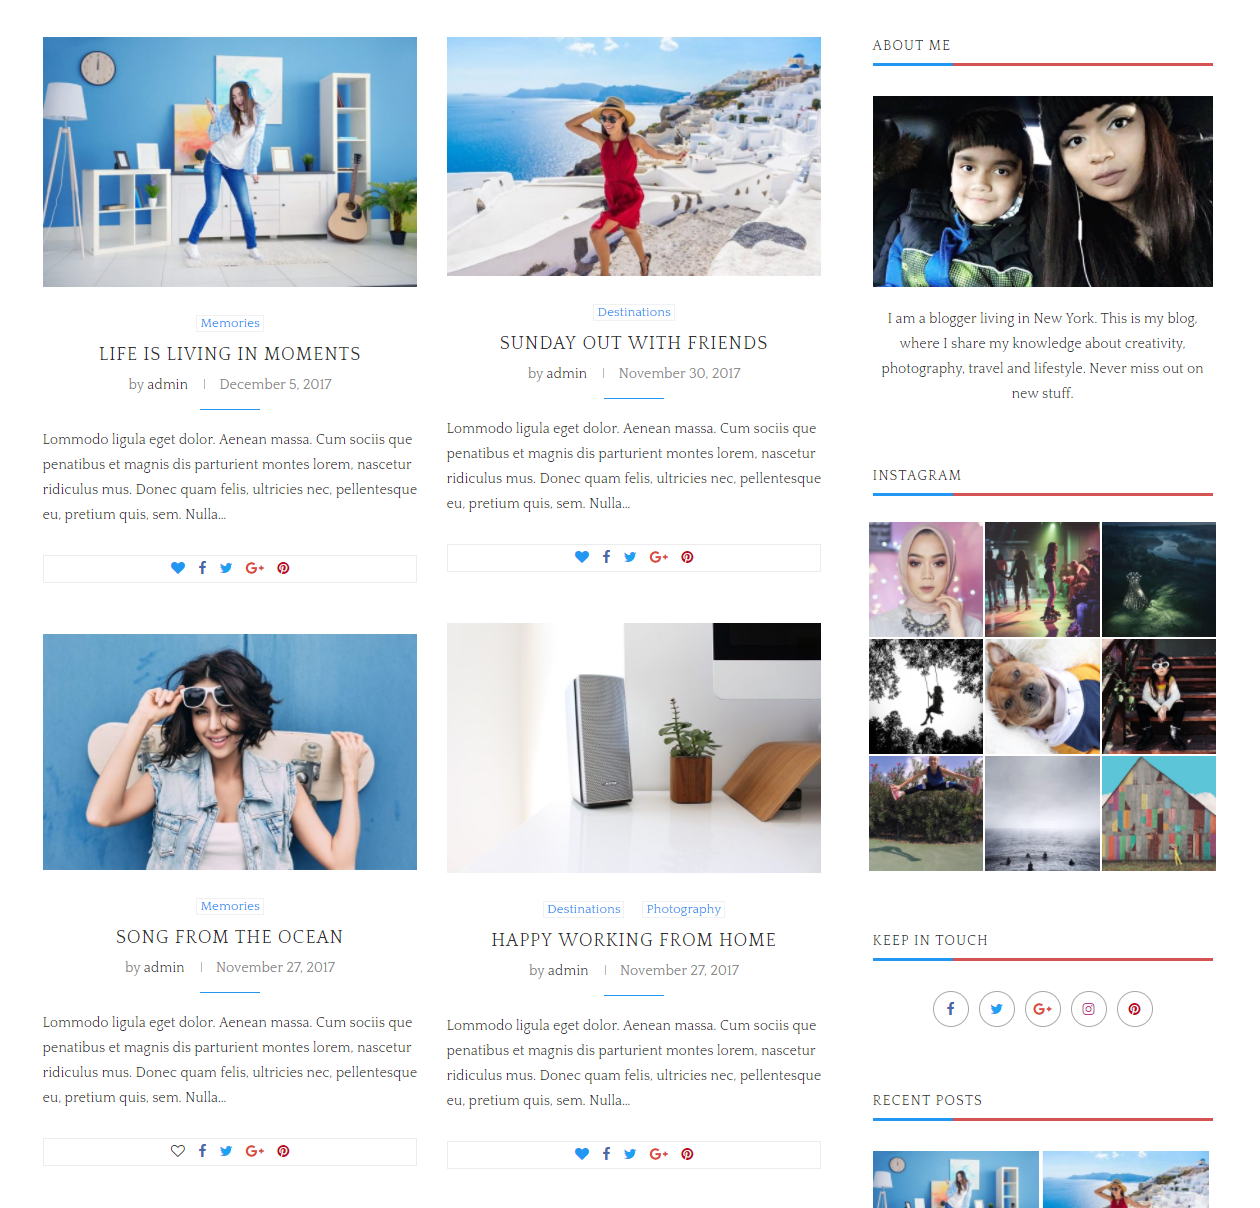 Memories
LIFE IS LIVING IN MOMENTS
by admin | December 5, 2017
Lommodo ligula eget dolor. Aenean massa. Cum sociis que
penatibus et magnis dis parturient montes lorem, nascetur
ridiculus mus. Donec quam felis, ultricies nec, pellentesque
eu, pretium quis, sem. Nulla...
Destinations
SUNDAY OUT WITH FRIENDS
by admin | November 30, 2017
Lommodo ligula eget dolor. Aenean massa. Cum sociis que
penatibus et magnis dis parturient montes lorem, nascetur
ridiculus mus. Donec quam felis, ultricies nec, pellentesque
eu, pretium quis, sem. Nulla...
Memories
SONG FROM THE OCEAN
by admin | November 27, 2017
Lommodo ligula eget dolor. Aenean massa. Cum sociis que
penatibus et magnis dis parturient montes lorem, nascetur
ridiculus mus. Donec quam felis, ultricies nec, pellentesque
eu, pretium quis, sem. Nulla...
Destinations Photography
HAPPY WORKING FROM HOME
by admin | November 27, 2017
Lommodo ligula eget dolor. Aenean massa. Cum sociis que
penatibus et magnis dis parturient montes lorem, nascetur
ridiculus mus. Donec quam felis, ultricies nec, pellentesque
eu, pretium quis, sem. Nulla...
ABOUT ME
I am a blogger living in New York. This is my blog,
where I share my knowledge about creativity,
photography, travel and lifestyle. Never miss out on
new stuff.
INSTAGRAM
KEEP IN TOUCH
RECENT POSTS